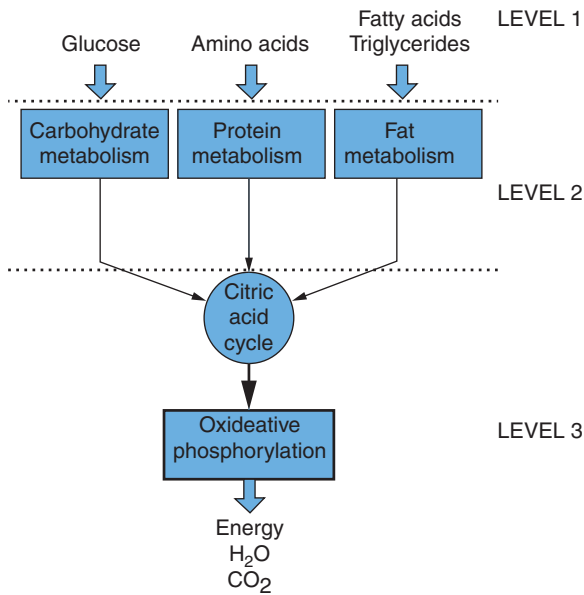 Fatty acids
Triglycerides
LEVEL 1
Glucose
Amino acids
Carbohydrate
metabolism
Protein
metabolism
Fat
metabolism
LEVEL 2
Citric
acid
cycle
Oxideative
phosphorylation
LEVEL 3
Energy
H₂O
CO₂